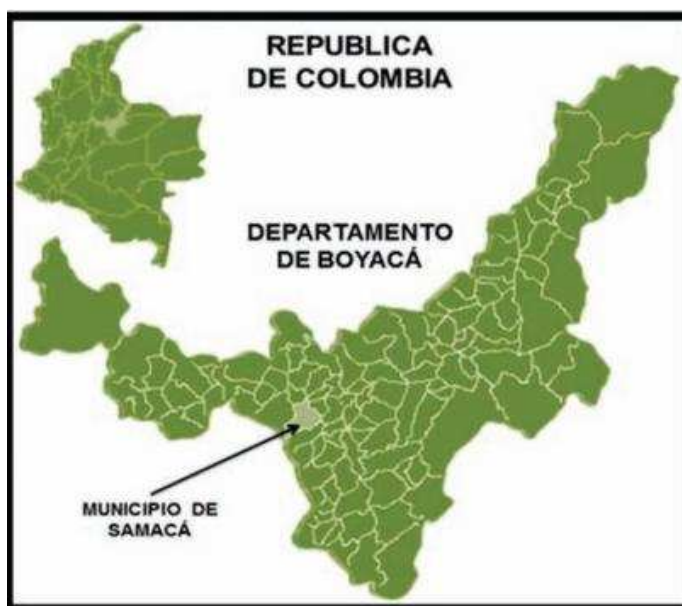 REPUBLICA
DE COLOMBIA
DEPARTAMENTO
DE BOYACÁ
MUNICIPIO DE
SAMACÁ